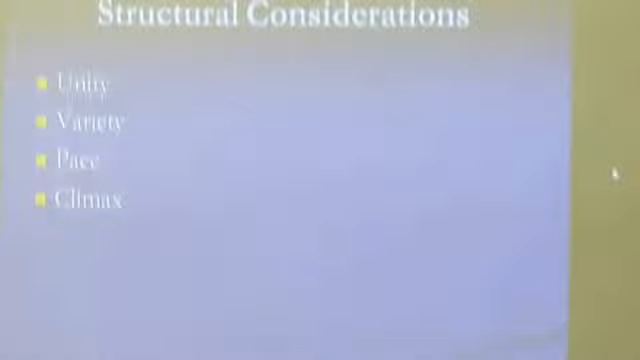 Structural Considerations
Unity
Variety
Pace
Climax